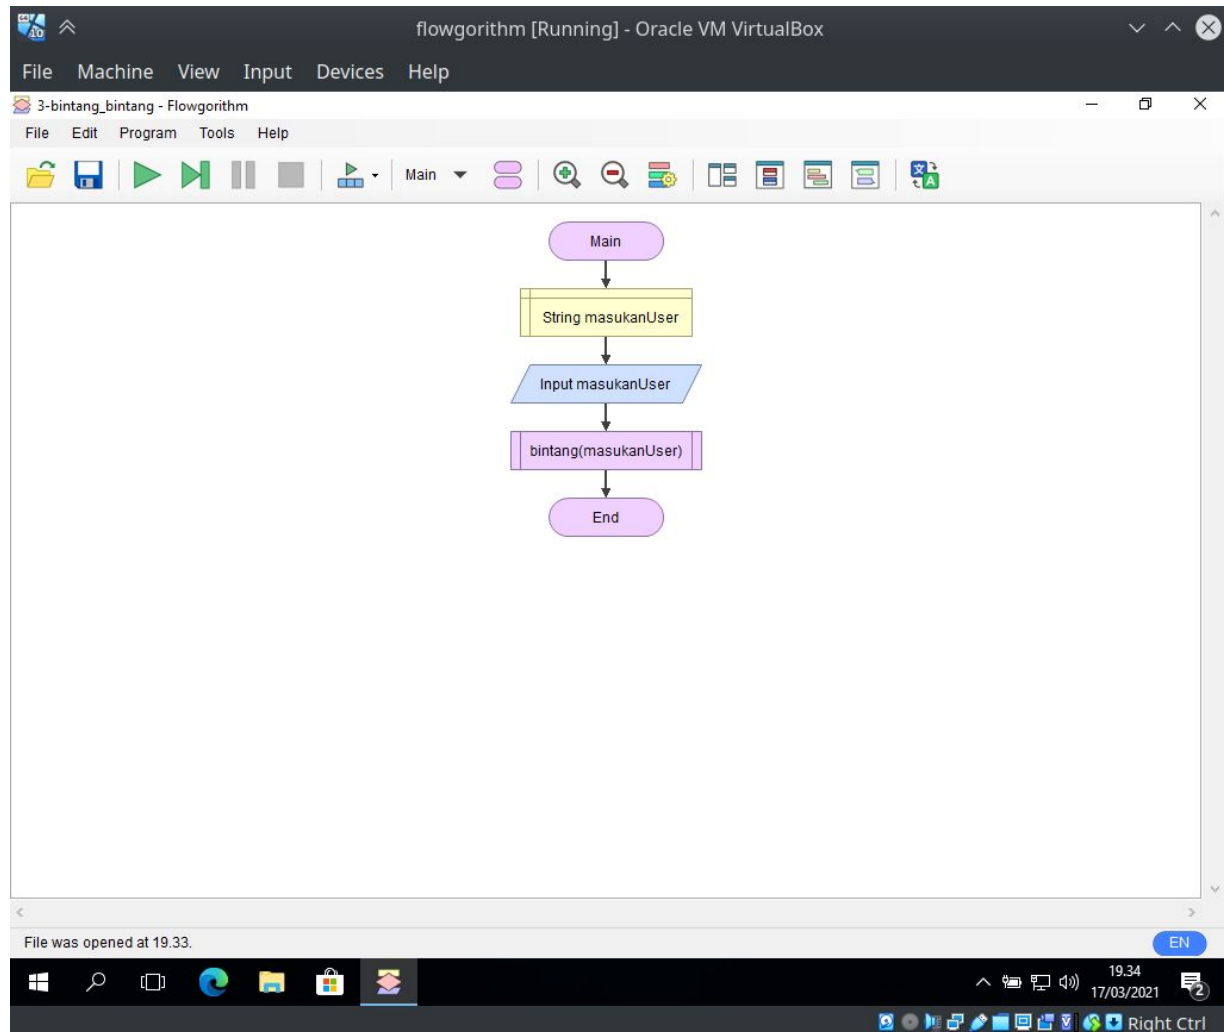 flowgorithm [Running] - Oracle VM VirtualBox
File Machine View Input Devices Help
3-bintang_bintang - Flowgorithm
File Edit Program Tools Help
Main
Main
String masukanUser
Input masukanUser
bintang(masukanUser)
End
File was opened at 19.33.
EN
19.34
17/03/2021
2
Right Ctrl